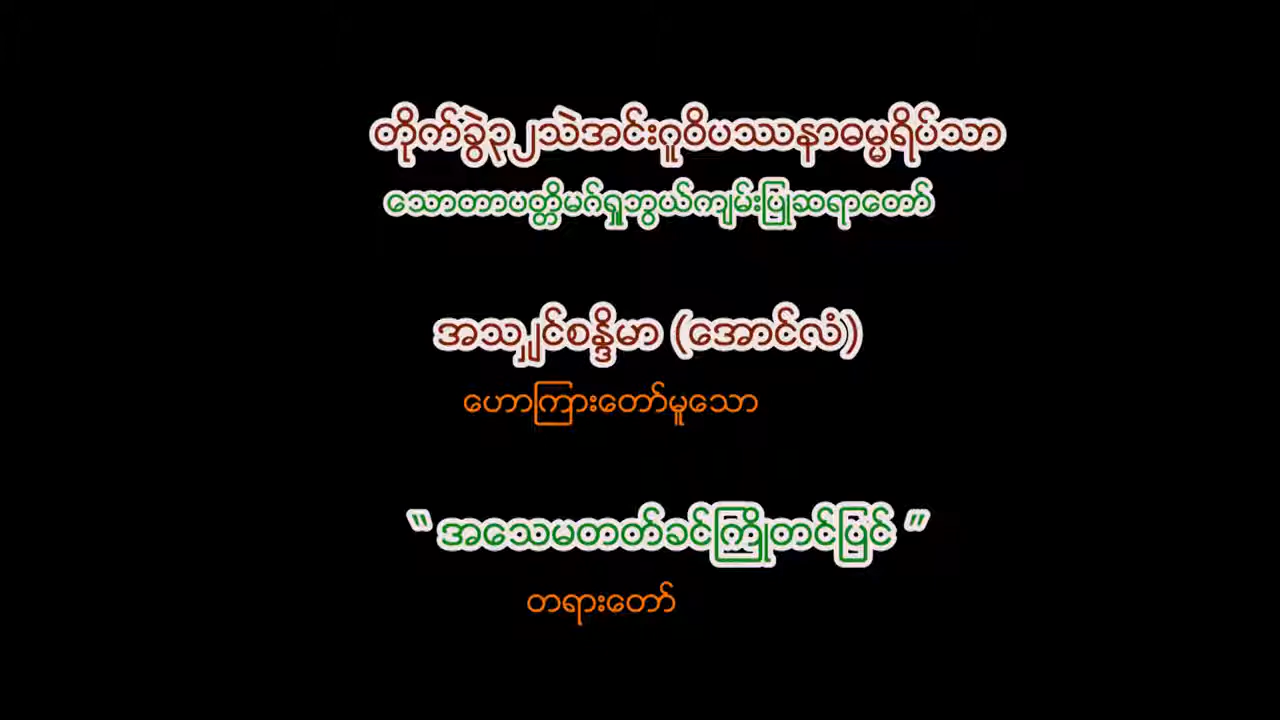 တိုက်ခွဲ၃၂သဲအင်းဂူဝိပဿနာဓမ္မရိပ်သာ
သောတာပတ္တိမဂ်ရှုဘွယ်ကျမ်းပြုဆရာတော်
အသျှင်စန္ဒိမာ (အောင်လံ)
ဟောကြားတော်မူသော
" အသေမတတ်ခင်ကြိုတင်ပြင် "
တရားတော်